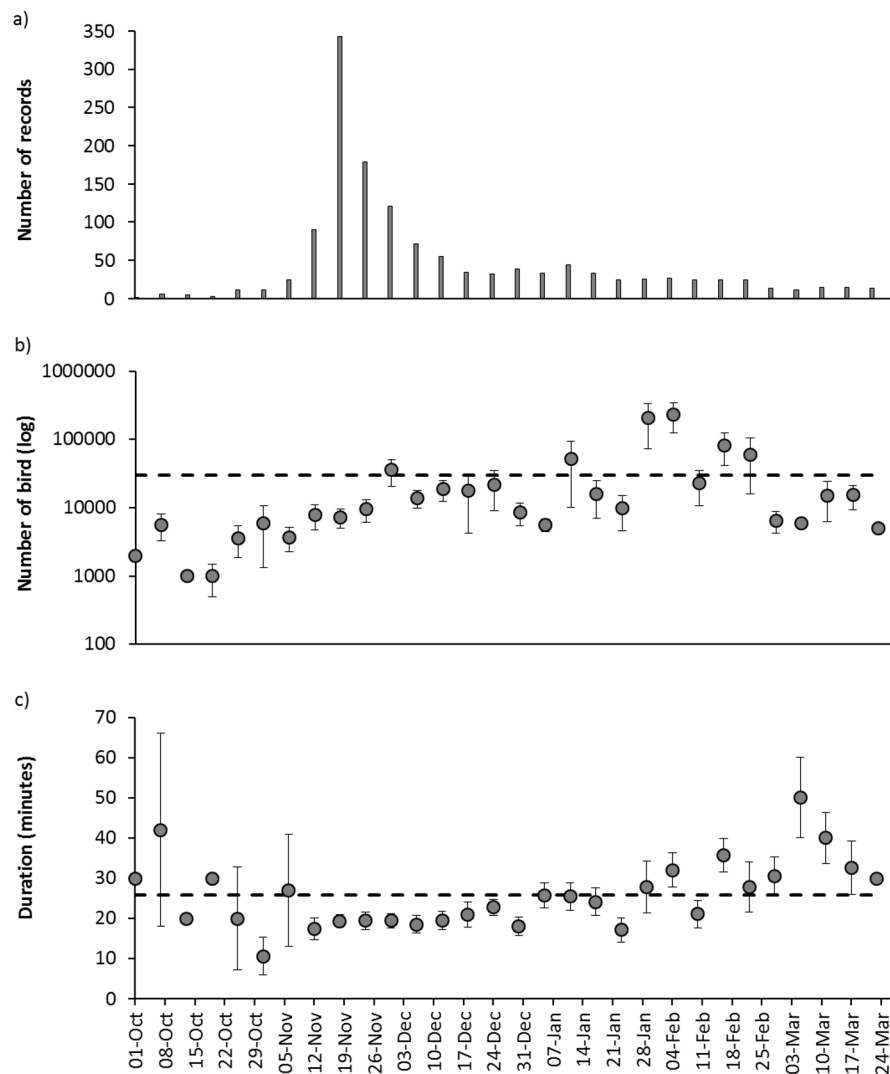 a)
Number of records
350
300
250
200
150
100
50
0
b)
Number of bird (log)
1000000
100000
10000
1000
100
c)
Duration (minutes)
70
60
50
40
30
20
10
0
01-Oct
08-Oct
15-Oct
22-Oct
29-Oct
05-Nov
12-Nov
19-Nov
26-Nov
03-Dec
10-Dec
17-Dec
24-Dec
31-Dec
07-Jan
14-Jan
21-Jan
28-Jan
04-Feb
11-Feb
18-Feb
25-Feb
03-Mar
10-Mar
17-Mar
24-Mar